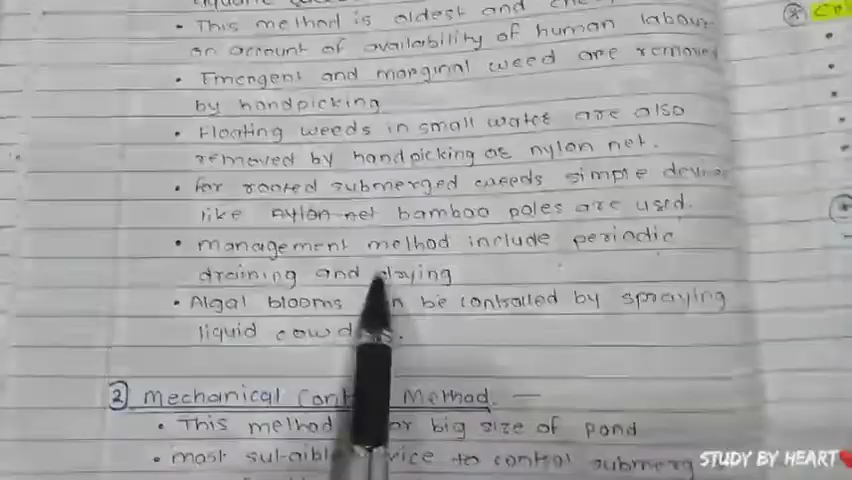 • This method is oldest and
on account of availability of human labour
• Emergent and marginal weed are removed
by handpicking
• Floating weeds in small water are also
removed by handpicking or nylon net.
• for rooted submerged weeds simple device
like nylon net bamboo poles are used.
• management method include periodic
draining and drying
• Algal blooms be controlled by spraying
liquid
2 Mechanical Method. —
• This method big size of pond
• most to control submerg
STUDY BY HEART❤